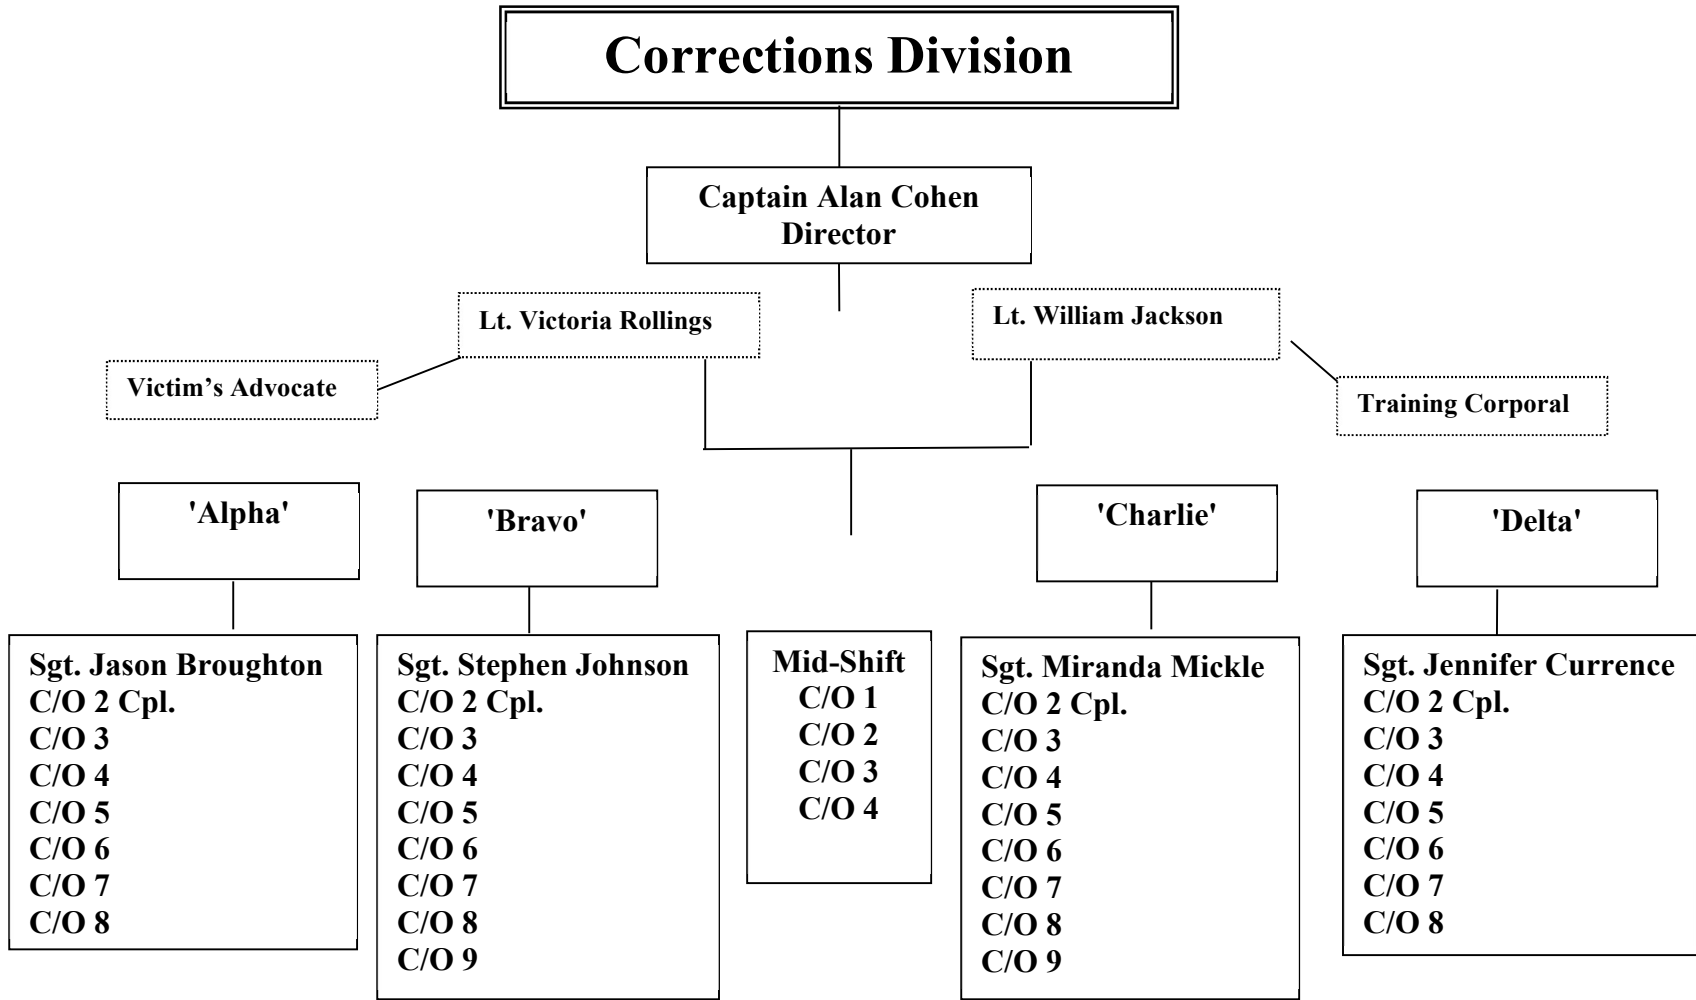 Corrections Division
Captain Alan Cohen
Director
Lt. Victoria Rollings
Lt. William Jackson
Victim’s Advocate
Training Corporal
'Alpha'
'Bravo'
'Charlie'
'Delta'
Sgt. Jason Broughton
C/O 2 Cpl.
C/O 3
C/O 4
C/O 5
C/O 6
C/O 7
C/O 8
Sgt. Stephen Johnson
C/O 2 Cpl.
C/O 3
C/O 4
C/O 5
C/O 6
C/O 7
C/O 8
C/O 9
Mid-Shift
C/O 1
C/O 2
C/O 3
C/O 4
Sgt. Miranda Mickle
C/O 2 Cpl.
C/O 3
C/O 4
C/O 5
C/O 6
C/O 7
C/O 8
C/O 9
Sgt. Jennifer Currence
C/O 2 Cpl.
C/O 3
C/O 4
C/O 5
C/O 6
C/O 7
C/O 8